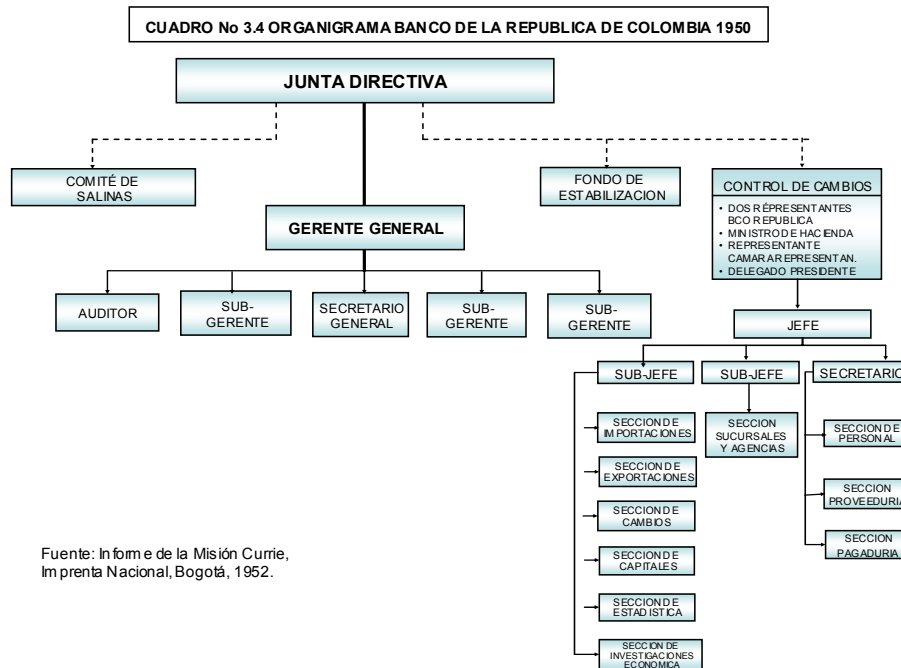 CUADRO No 3.4 ORGANIGRAMA BANCO DE LA REPUBLICA DE COLOMBIA 1950
JUNTA DIRECTIVA
COMITÉ DE
SALINAS
FONDO DE
ESTABILIZACION
CONTROL DE CAMBIOS
• DOS REPRESENTANTES
BCO REPUBLICA
• MINISTRO DE HACIENDA
• REPRESENTANTE
CAMARA REPRESENTAN.
• DELEGADO PRESIDENTE
GERENTE GENERAL
AUDITOR
SUB-
GERENTE
SECRETARIO
GENERAL
SUB-
GERENTE
SUB-
GERENTE
JEFE
SUB-JEFE
SUB-JEFE
SECRETARIO
SECCION DE
IMPORTACIONES
SECCION DE
EXPORTACIONES
SECCION DE
CAMBIOS
SECCION DE
CAPITALES
SECCION DE
ESTADISTICA
SECCION DE
INVESTIGACIONES
ECONOMICA
SECCION
SUCURSALES
Y AGENCIAS
SECCION DE
PERSONAL
SECCION
PROVEEDURIA
SECCION
PAGADURIA
Fuente: Informe de la Misión Currie,
Imprenta Nacional, Bogotá, 1952.